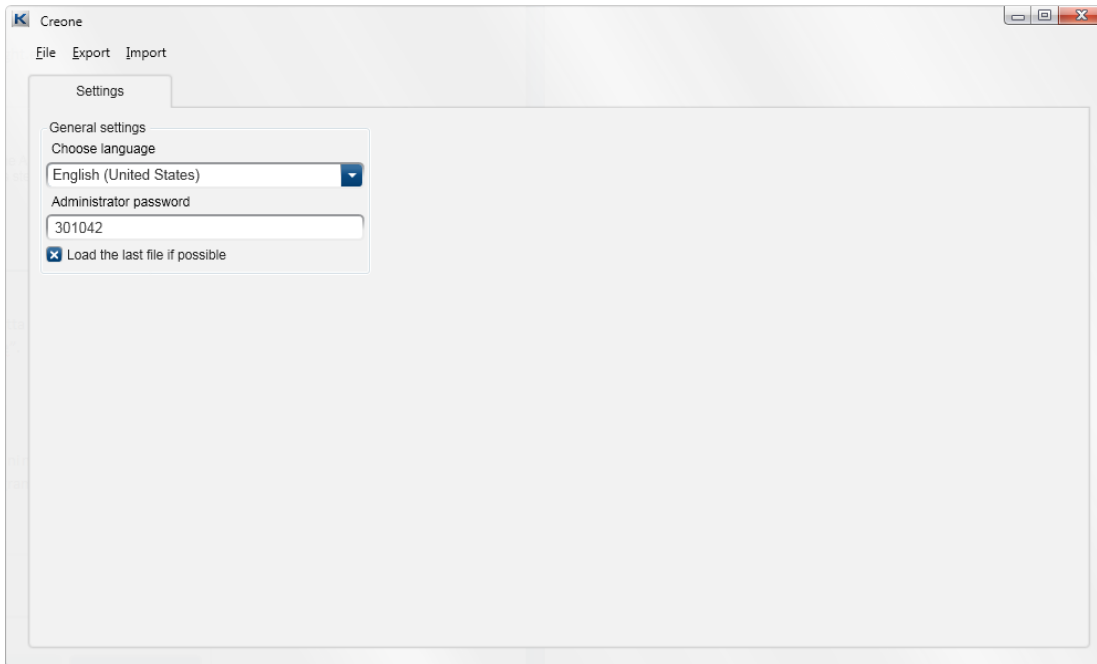 Creone
File Export Import
Settings
General settings
Choose language
English (United States)
Administrator password
301042
Load the last file if possible